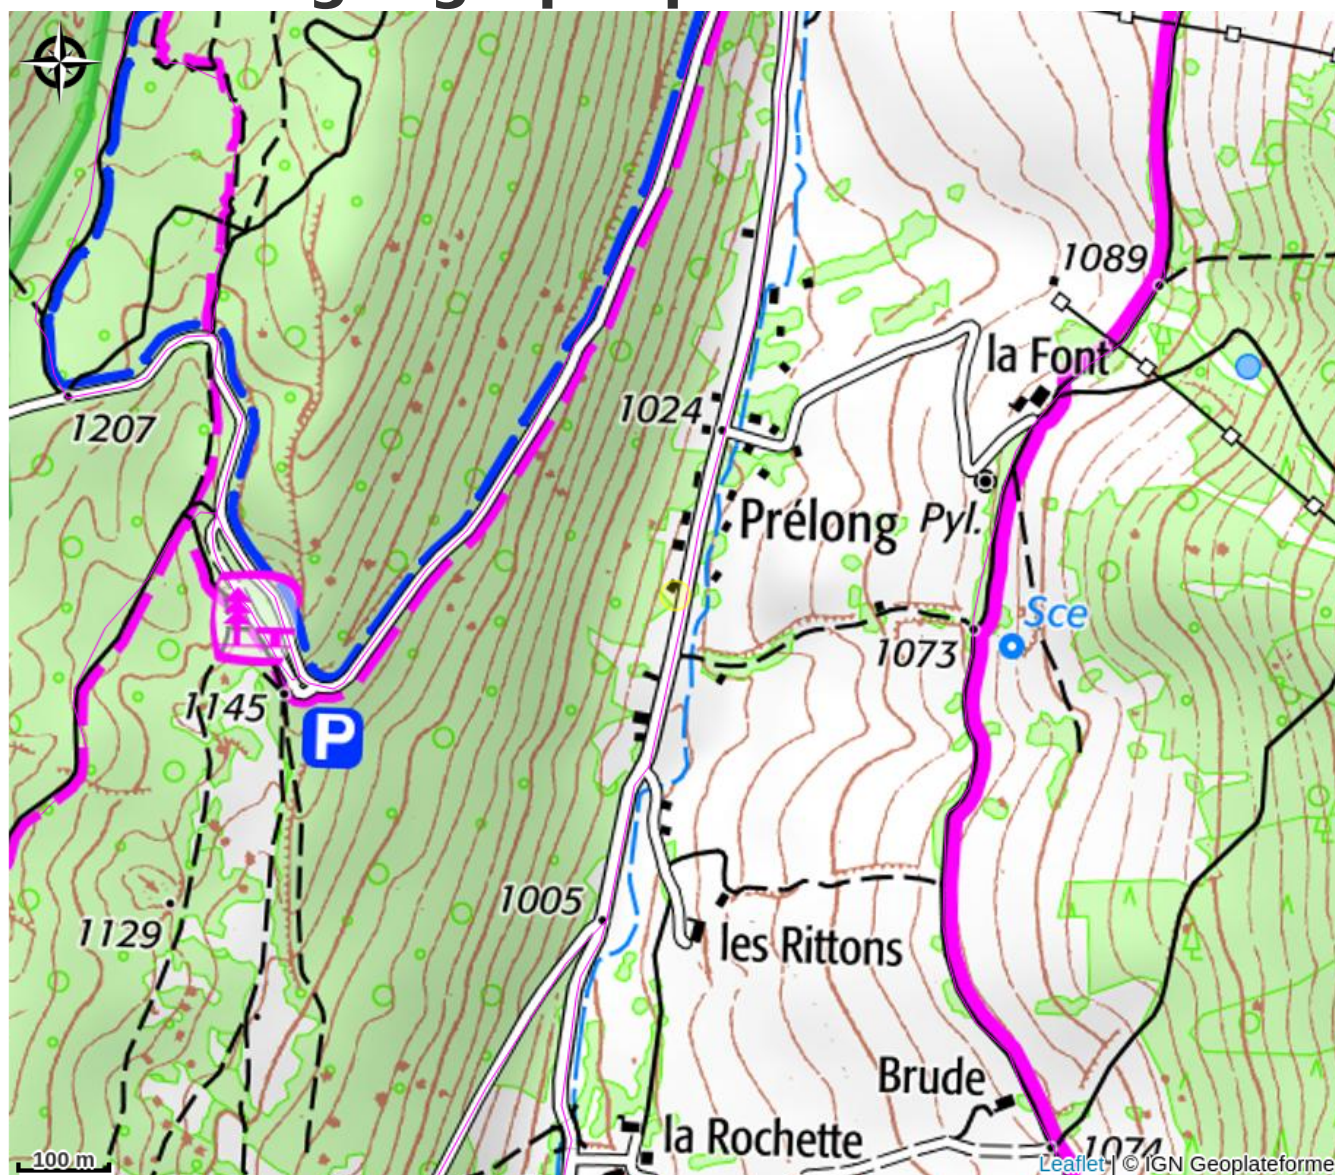 1089
la Font
1024
1207
Prélong
Pyl.
Sce
1073
1145
P
1005
1129
les Rittons
Brude
la Rochette
1074
100 m
Leaflet | © IGN Geoplateforme